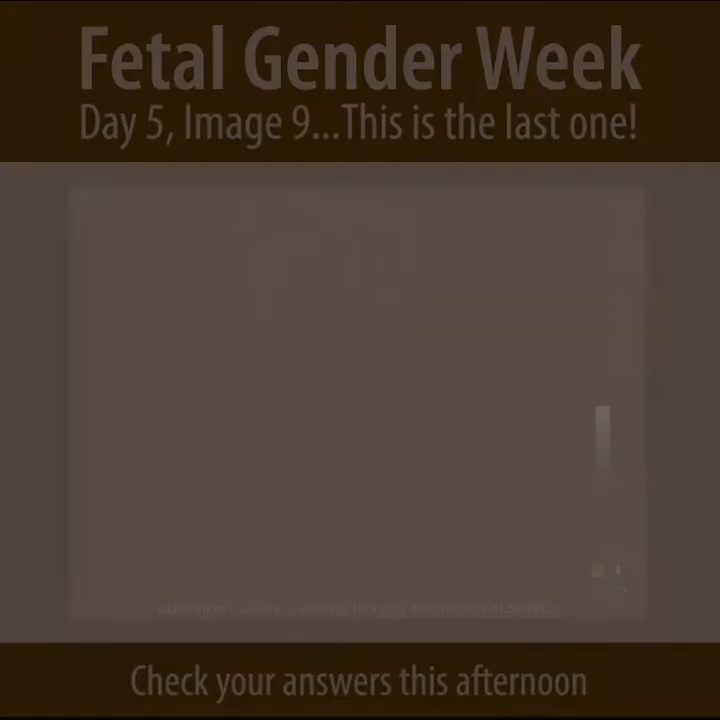 Fetal Gender Week
Day 5, Image 9...This is the last one!
Check your answers this afternoon